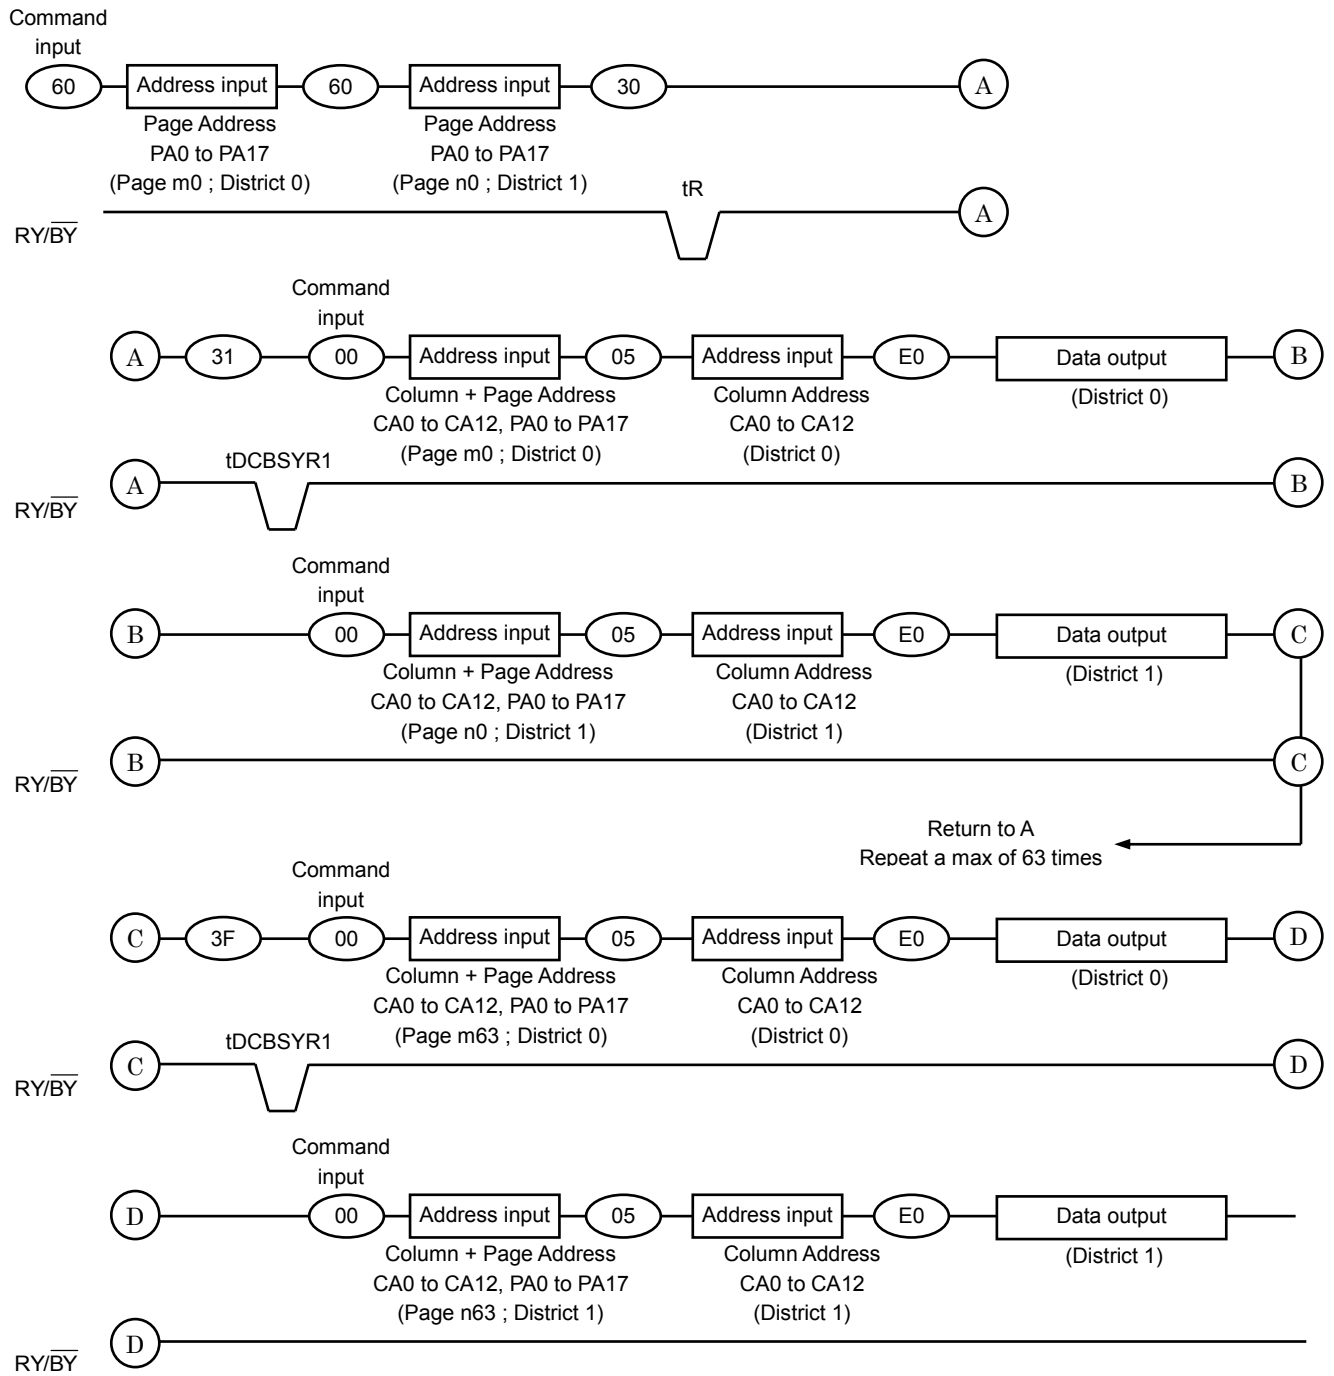 Command
input
60 Address input 60 Address input 30 A
Page Address Page Address
PA0 to PA17 PA0 to PA17
(Page m0 ; District 0) (Page n0 ; District 1)
tR
RY/BY A
Command
input
A 31 00 Address input 05 Address input E0 Data output B
Column + Page Address Column Address (District 0)
CA0 to CA12, PA0 to PA17 CA0 to CA12
(Page m0 ; District 0) (District 0)
tDCBSYR1
RY/BY A B
Command
input
B 00 Address input 05 Address input E0 Data output C
Column + Page Address Column Address (District 1)
CA0 to CA12, PA0 to PA17 CA0 to CA12
(Page n0 ; District 1) (District 1)
RY/BY B C
Return to A
Repeat a max of 63 times
Command
input
C 3F 00 Address input 05 Address input E0 Data output D
Column + Page Address Column Address (District 0)
CA0 to CA12, PA0 to PA17 CA0 to CA12
(Page m63 ; District 0) (District 0)
tDCBSYR1
RY/BY C D
Command
input
D 00 Address input 05 Address input E0 Data output
Column + Page Address Column Address (District 1)
CA0 to CA12, PA0 to PA17 CA0 to CA12
(Page n63 ; District 1) (District 1)
RY/BY D